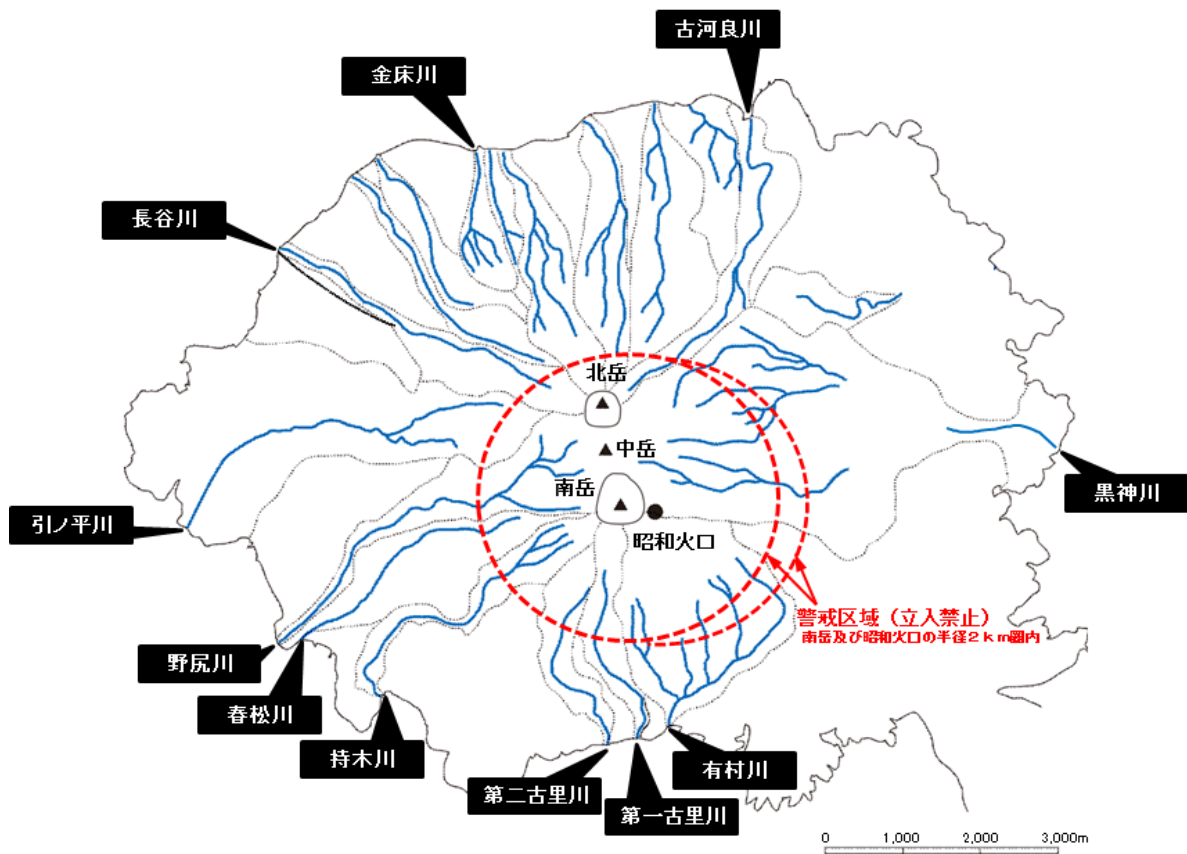 古河良川
金床川
長谷川
北岳
中岳
南岳
昭和火口
黒神川
引ノ平川
警戒区域（立入禁止）
南岳及び昭和火口の半径２ｋｍ圏内
野尻川
春松川
持木川
有村川
第二古里川
第一古里川
0 1,000 2,000 3,000m